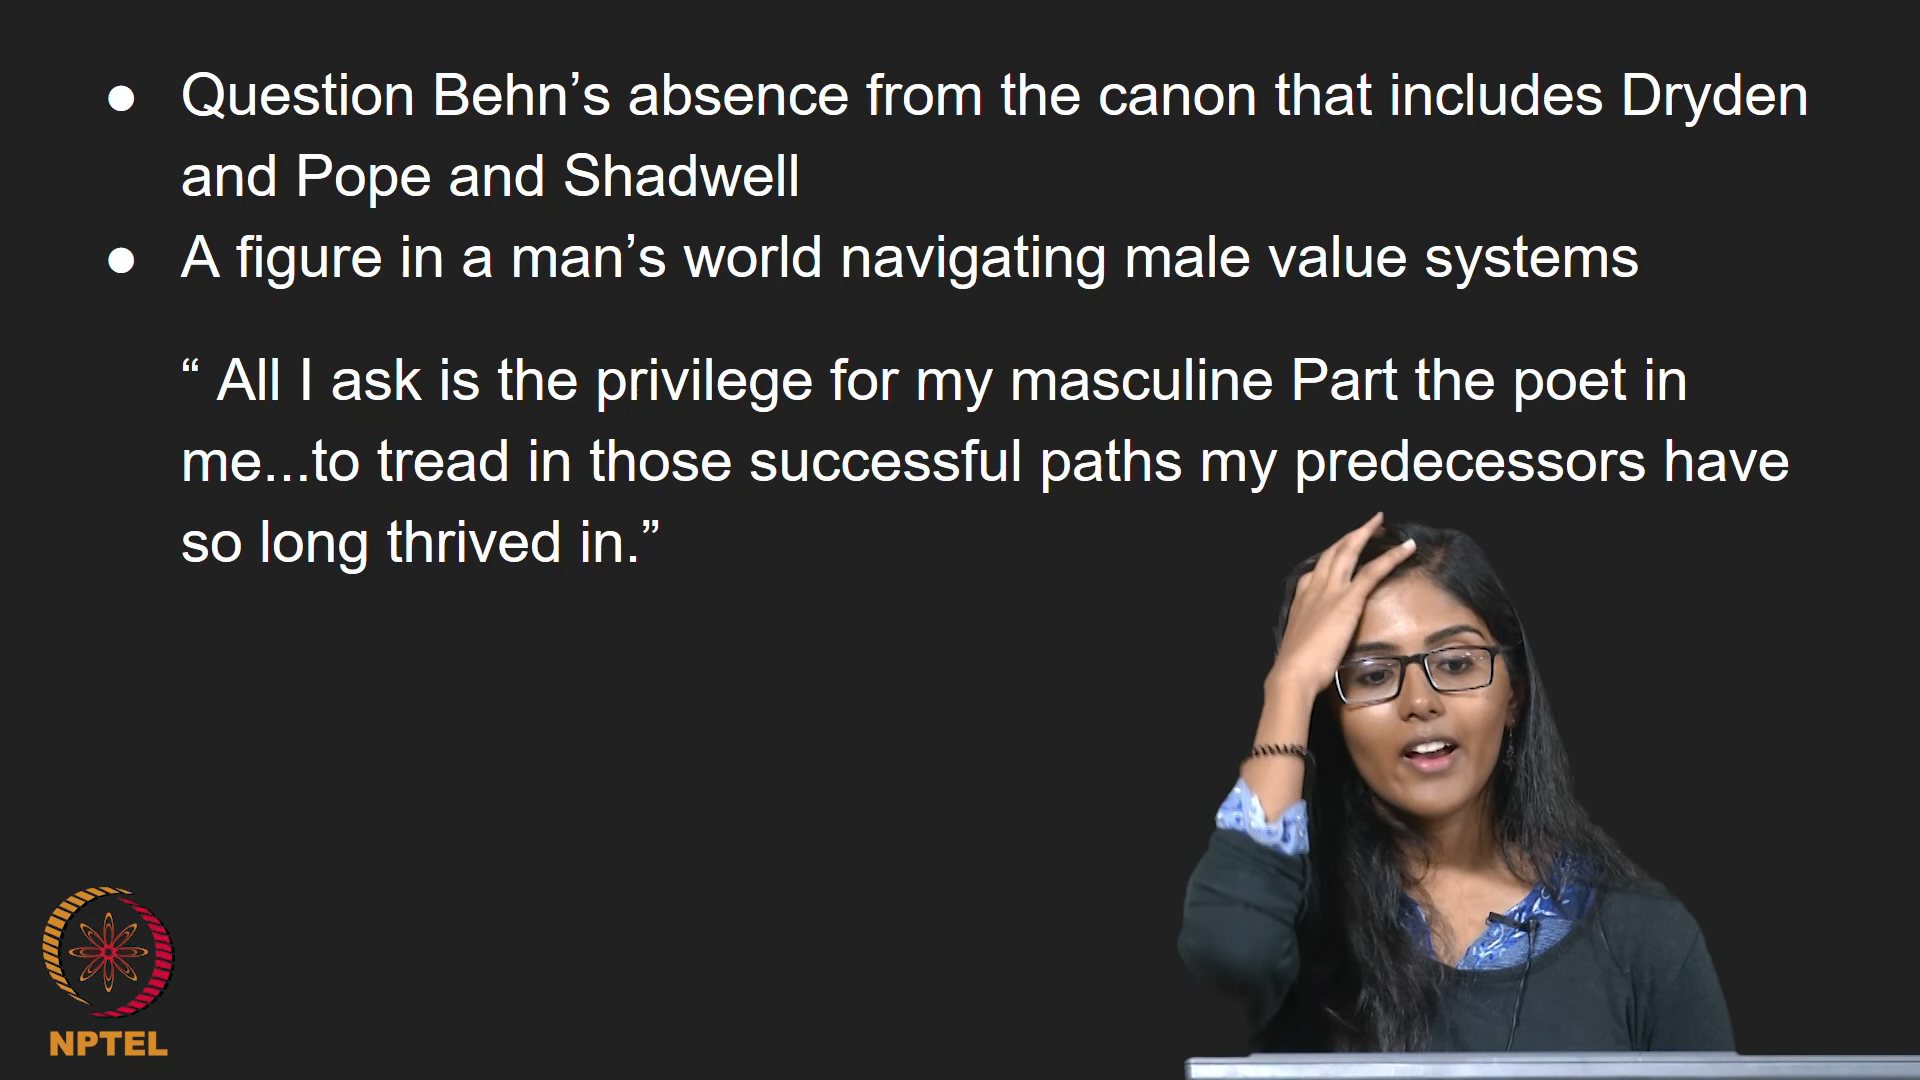 ● Question Behn’s absence from the canon that includes Dryden
and Pope and Shadwell
● A figure in a man’s world navigating male value systems
“ All I ask is the privilege for my masculine Part the poet in
me...to tread in those successful paths my predecessors have
so long thrived in.”
NPTEL